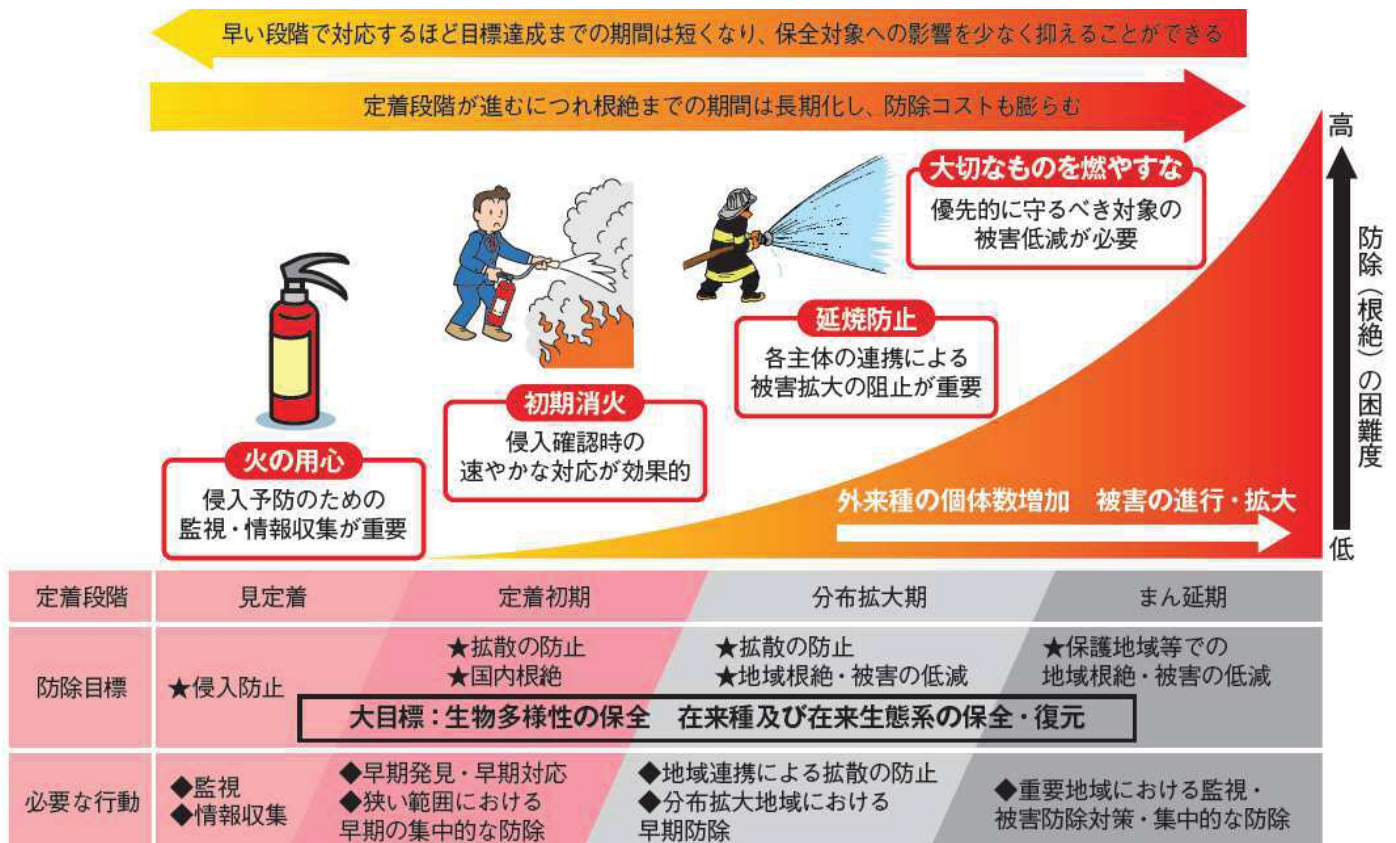 早い段階で対応するほど目標達成までの期間は短くなり、保全対象への影響を少なく抑えることができる
定着段階が進むにつれ根絶までの期間は長期化し、防除コストも膨らむ
大切なものを燃やすな
優先的に守るべき対象の
被害低減が必要
延焼防止
各主体の連携による
被害拡大の阻止が重要
初期消火
侵入確認時の
速やかな対応が効果的
火の用心
侵入予防のための
監視・情報収集が重要
外来種の個体数増加 被害の進行・拡大
高
防除（根絶）の困難度
低
定着段階
見定着
定着初期
分布拡大期
まん延期
防除目標
★侵入防止
★拡散の防止
★国内根絶
★拡散の防止
★地域根絶・被害の低減
★保護地域等での
地域根絶・被害の低減
大目標：生物多様性の保全 在来種及び在来生態系の保全・復元
必要な行動
◆監視
◆情報収集
◆早期発見・早期対応
◆狭い範囲における
早期の集中的な防除
◆地域連携による拡散の防止
◆分布拡大地域における
早期防除
◆重要地域における監視・
被害防除対策・集中的な防除